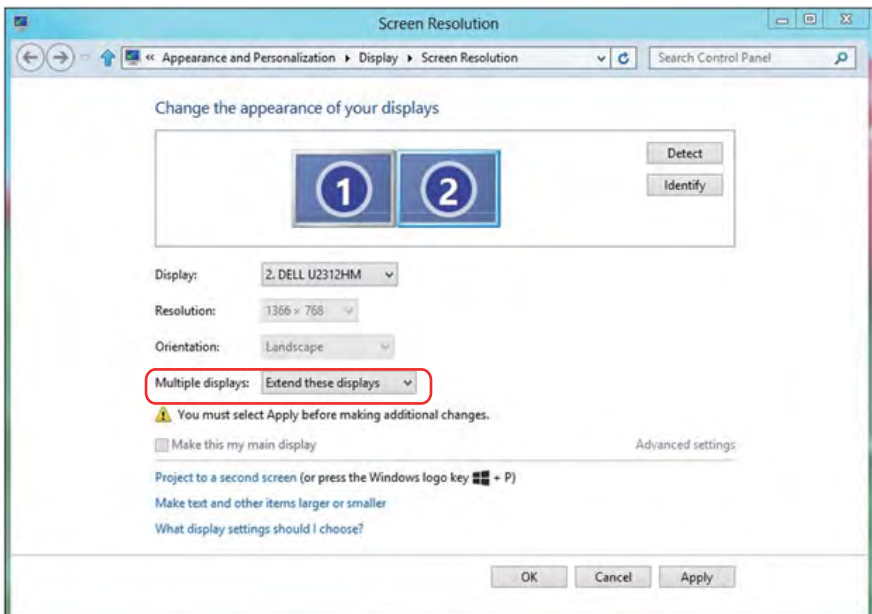 Screen Resolution
« Appearance and Personalization ▸ Display ▸ Screen Resolution
Search Control Panel
Change the appearance of your displays
1 2
Detect
Identify
Display: 2. DELL U2312HM
Resolution: 1366 × 768
Orientation: Landscape
Multiple displays: Extend these displays
You must select Apply before making additional changes.
Make this my main display
Advanced settings
Project to a second screen (or press the Windows logo key + P)
Make text and other items larger or smaller
What display settings should I choose?
OK Cancel Apply